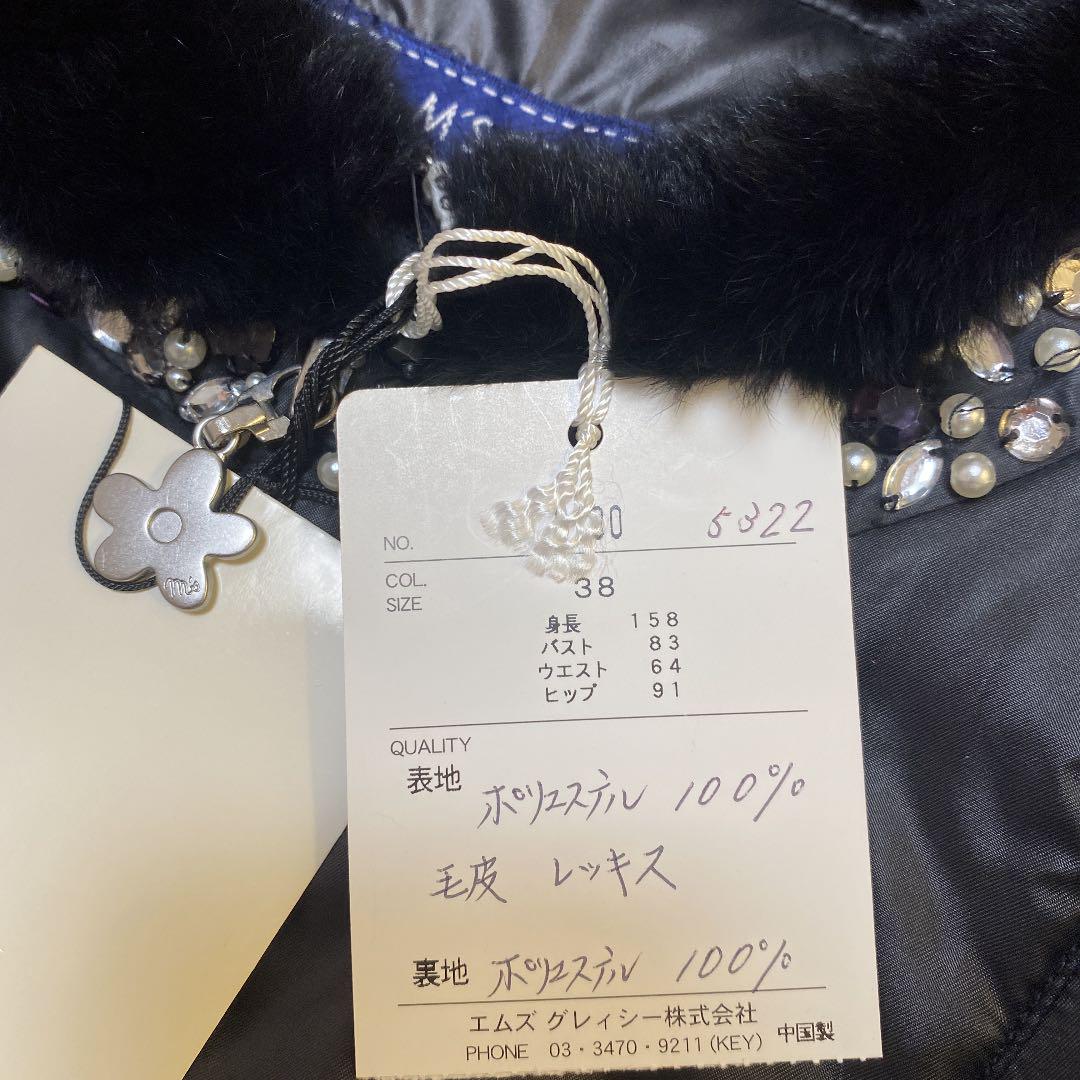 M's
m's
NO. 00 5322
COL.
SIZE 38
身長 158
バスト 83
ウエスト 64
ヒップ 91
QUALITY
表地 ポリエステル 100%
毛皮 レッキス
裏地 ポリエステル 100%
エムズ グレィシー株式会社
PHONE 03・3470・9211(KEY) 中国製